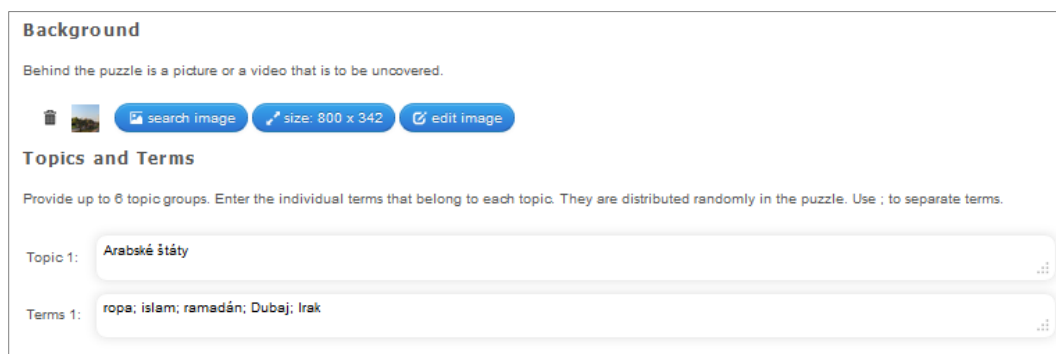 Background
Behind the puzzle is a picture or a video that is to be uncovered.
search image size: 800 x 342 edit image
Topics and Terms
Provide up to 6 topic groups. Enter the individual terms that belong to each topic. They are distributed randomly in the puzzle. Use ; to separate terms.
Topic 1: Arabské štáty
Terms 1: ropa; islam; ramadán; Dubaj; Irak